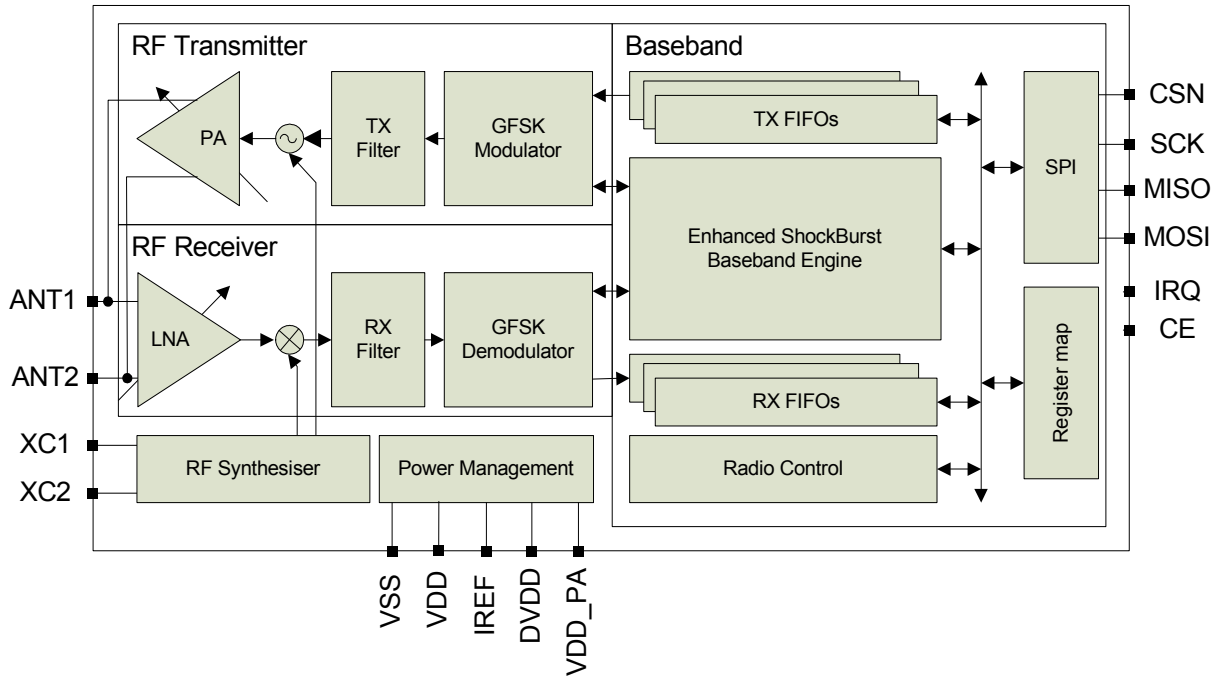 RF Transmitter
PA
TX
Filter
GFSK
Modulator
RF Receiver
LNA
RX
Filter
GFSK
Demodulator
Baseband
TX FIFOs
Enhanced ShockBurst
Baseband Engine
RX FIFOs
Radio Control
SPI
Register map
RF Synthesiser
Power Management
ANT1
ANT2
XC1
XC2
CSN
SCK
MISO
MOSI
IRQ
CE
VSS
VDD
IREF
DVDD
VDD_PA